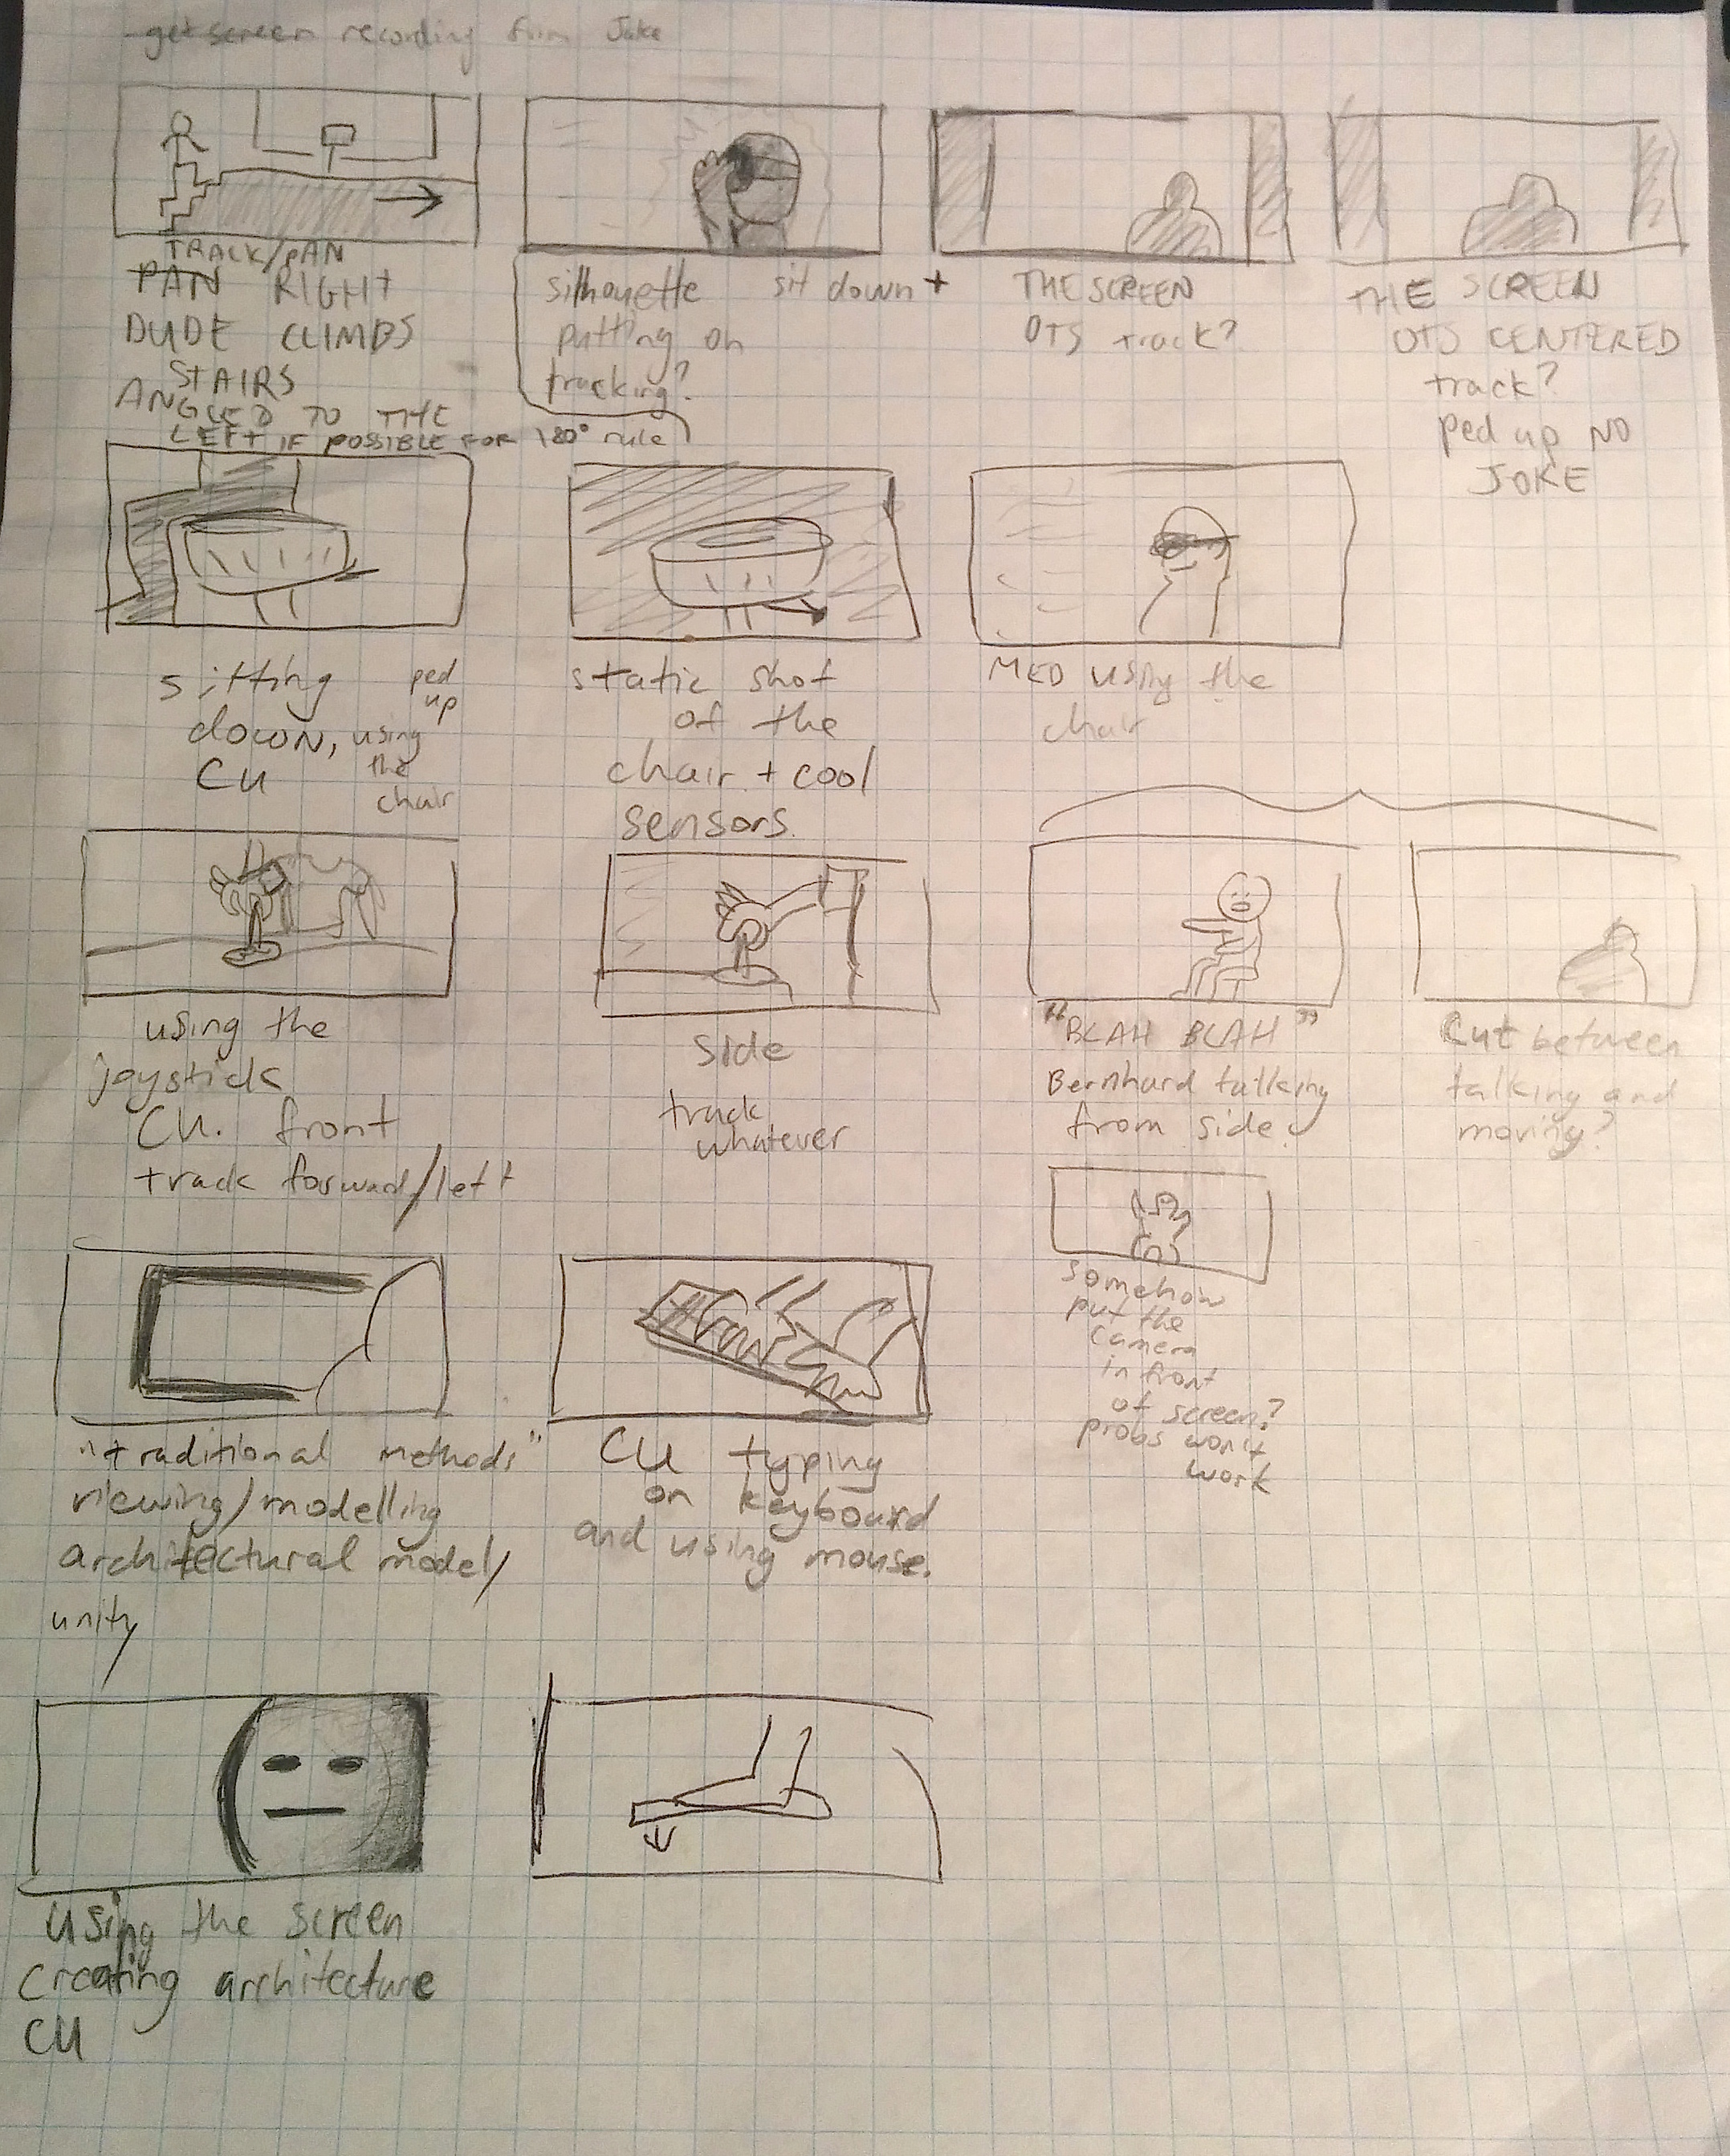 -get screen recording from Jake
TRACK/PAN
PAN RIGHT
DUDE CLIMBS
STAIRS
ANGLED TO THE
LEFT IF POSSIBLE FOR 180° rule
silhouette sit down +
putting on
tracking?
THE SCREEN
OTS track?
THE SCREEN
OTS CENTERED
track?
ped up NO
JOKE
sitting
down, using
CU
ped
up
the
chair
static shot
of the
chair + cool
sensors.
MED using the
chair
using the
joystick
CU. front
track forward/left
side
track
whatever
"BLAH BLAH"
Bernhard talking
from side.
Cut between
talking and
moving?
somehow
put the
camera
in front
of screen?
probs won't
work
"traditional methods"
viewing/modelling
architectural model/
unity
CU typing
on keyboard
and using mouse.
using the screen
creating architecture
CU